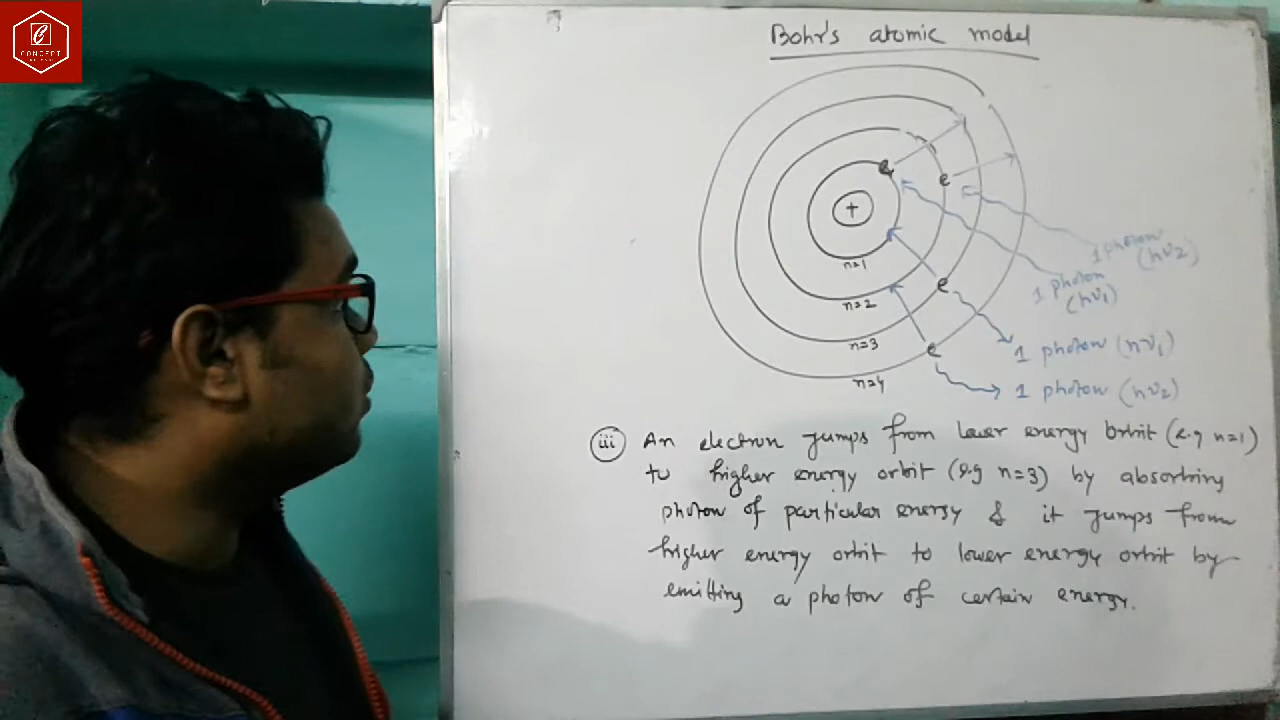 CONCEPT
Bohr's atomic model
+
e
e
e
e
n=1
n=2
n=3
n=4
1 photon
(hν2)
1 photon
(hν1)
1 photon (hν1)
1 photon (hν2)
(iii) An electron jumps from lower energy orbit (e.g n=1)
to higher energy orbit (e.g n=3) by absorbing
photon of particular energy & it jumps from
higher energy orbit to lower energy orbit by
emitting a photon of certain energy.